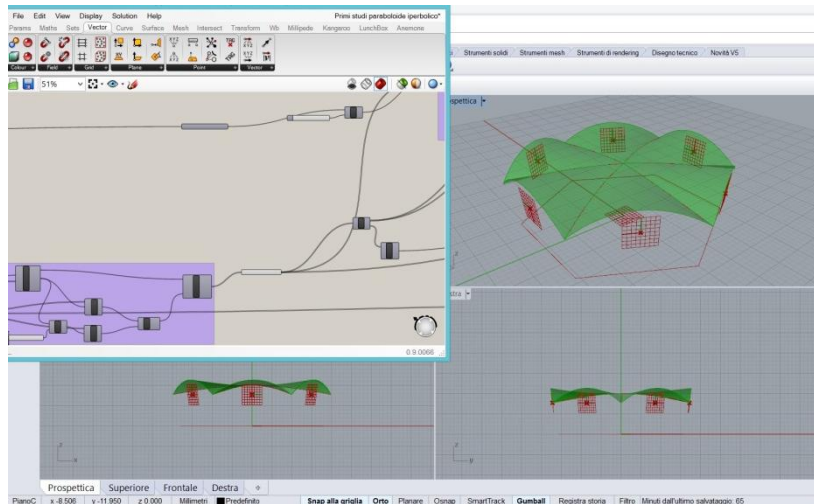 File Edit View Display Solution Help
Primi studi paraboloide iperbolico*
Params Maths Sets Vector Curve Surface Mesh Intersect Transform Wb Millipede Kangaroo LunchBox Anemone
Colour Field Grid Plane Point Vector
51%
0.9.0066
Strumenti solidi Strumenti mesh Strumenti di rendering Disegno tecnico Novità V5
Prospettica Superiore Frontale Destra
PianoC x -8.506 y -11.950 z 0.000 Millimetri Predefinito Snap alla griglia Orto Planare Osnap SmartTrack Gumball Registra storia Filtro Minuti dall'ultimo salvataggio: 65